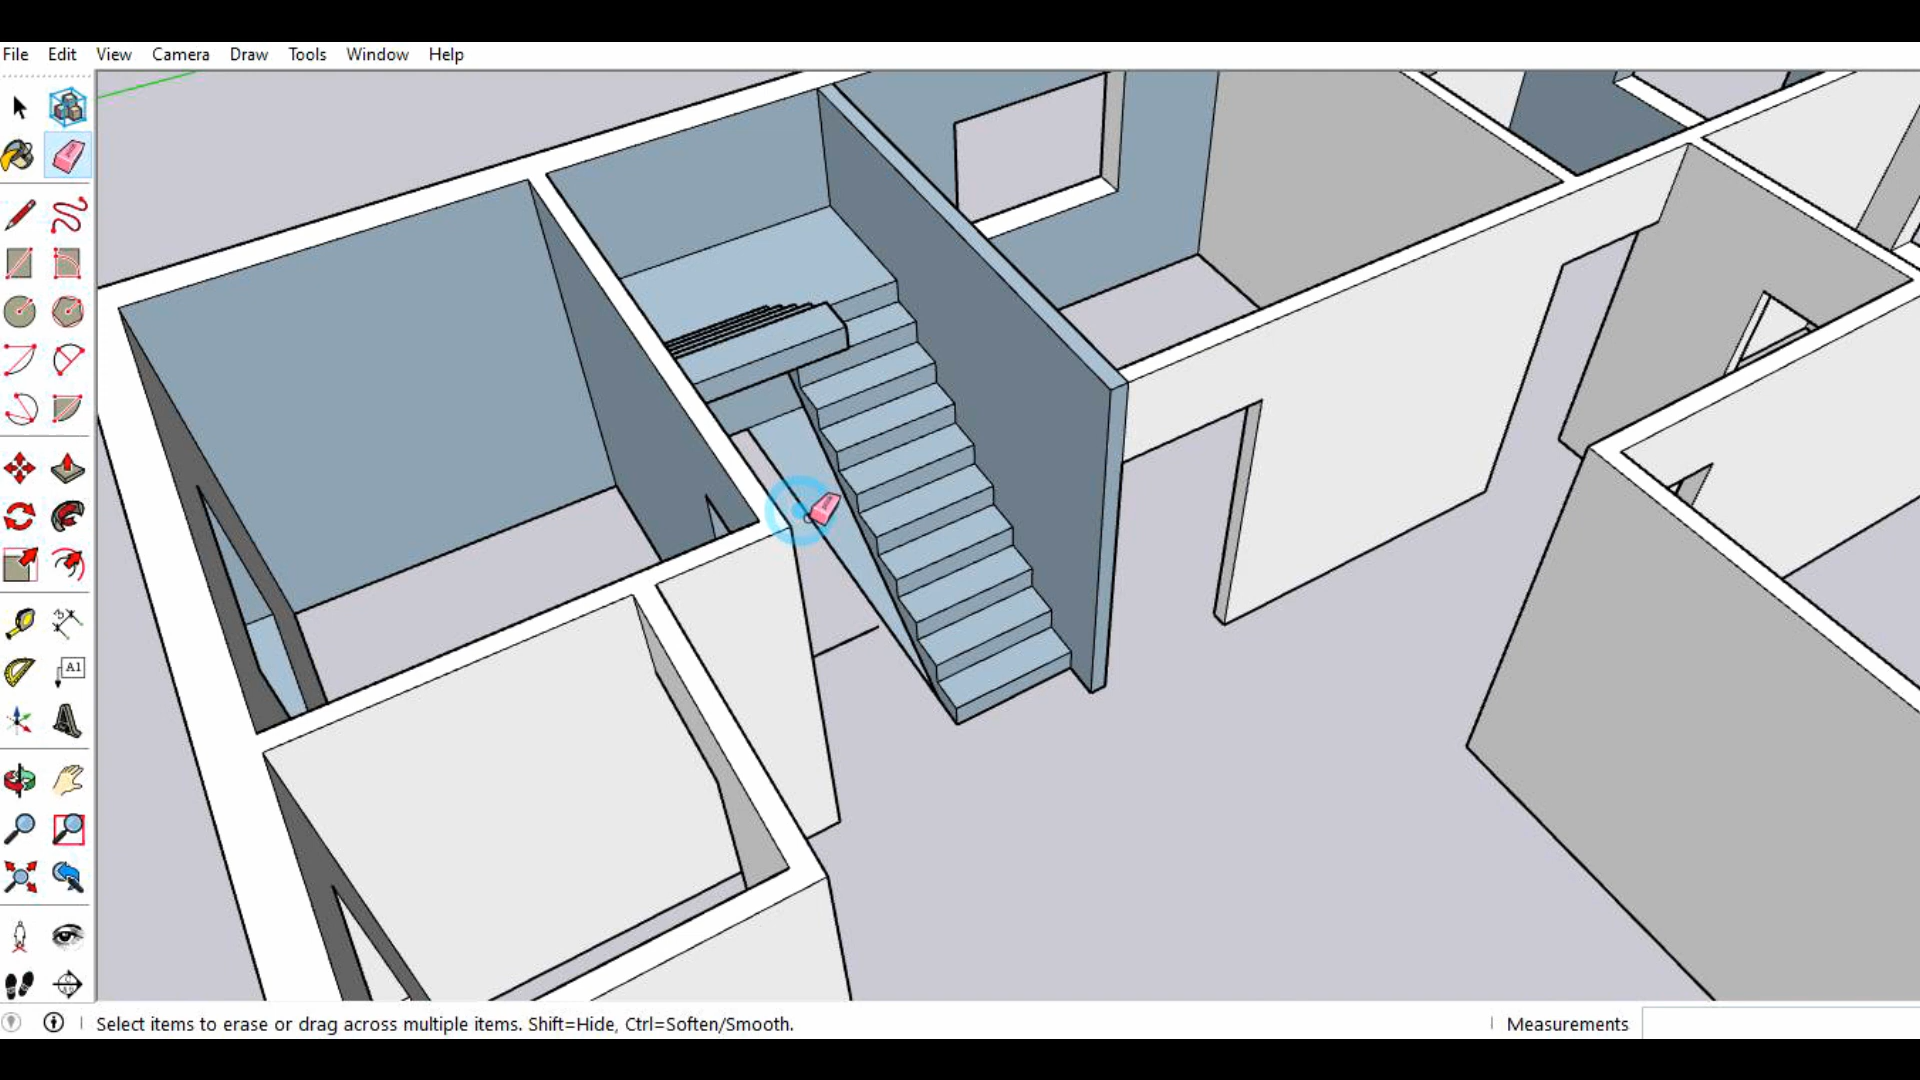 File Edit View Camera Draw Tools Window Help
A1
Select items to erase or drag across multiple items. Shift=Hide, Ctrl=Soften/Smooth.
Measurements